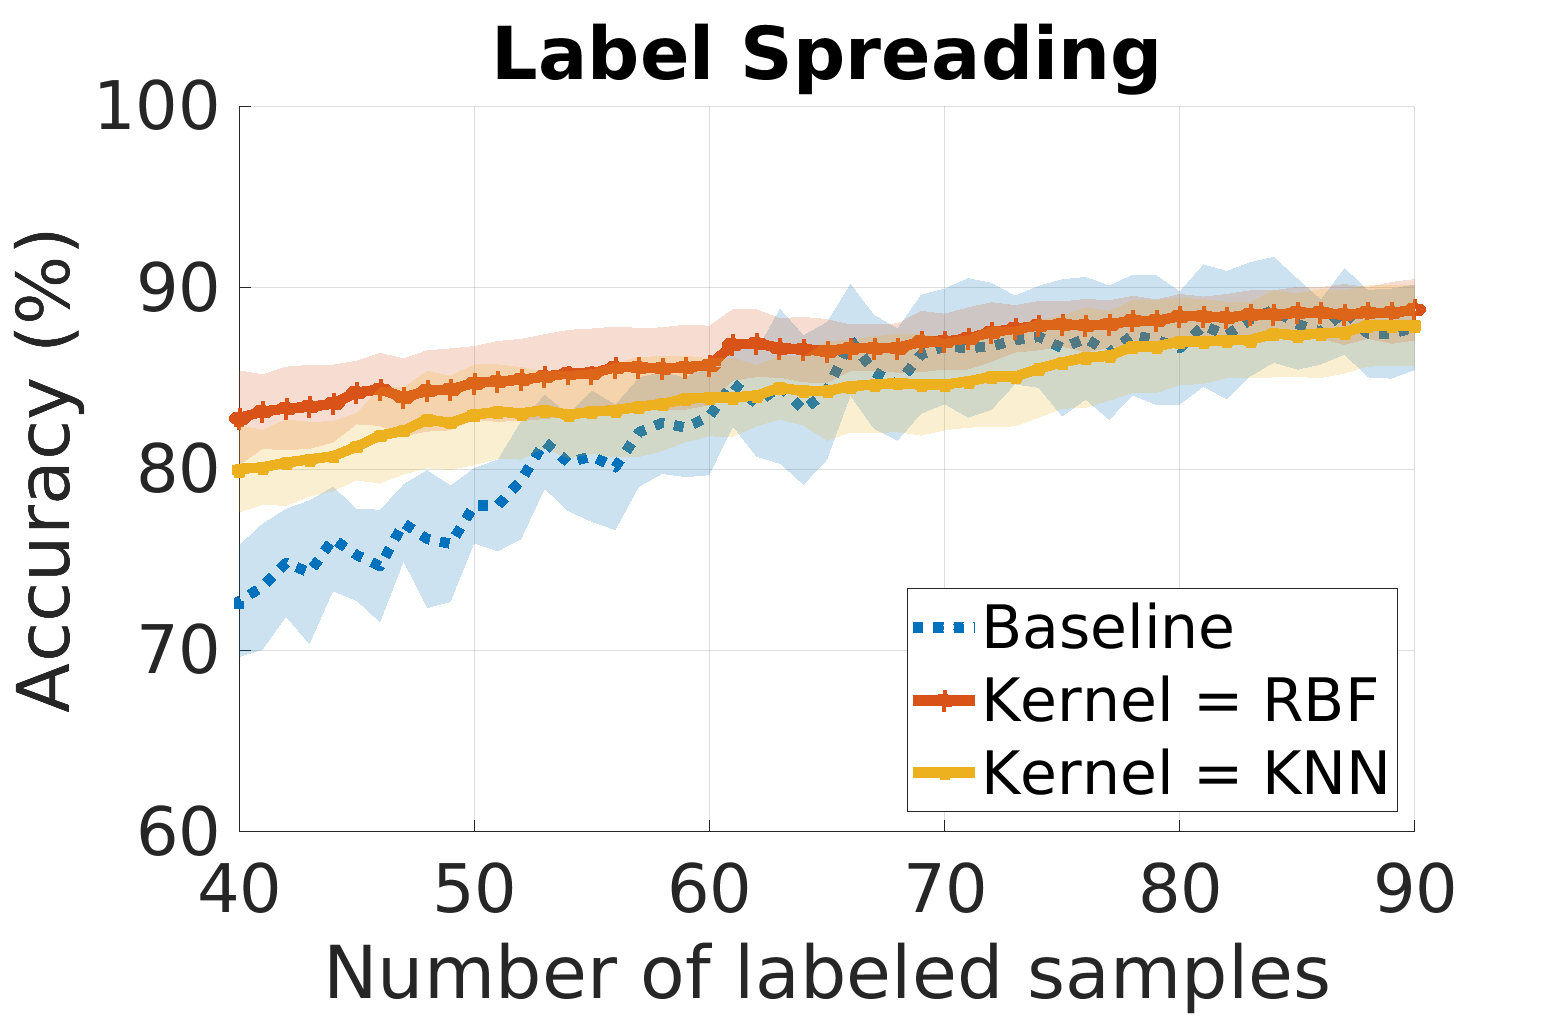 Label Spreading
Accuracy (%)
100
90
80
70
60
40 50 60 70 80 90
Number of labeled samples
Baseline
Kernel = RBF
Kernel = KNN